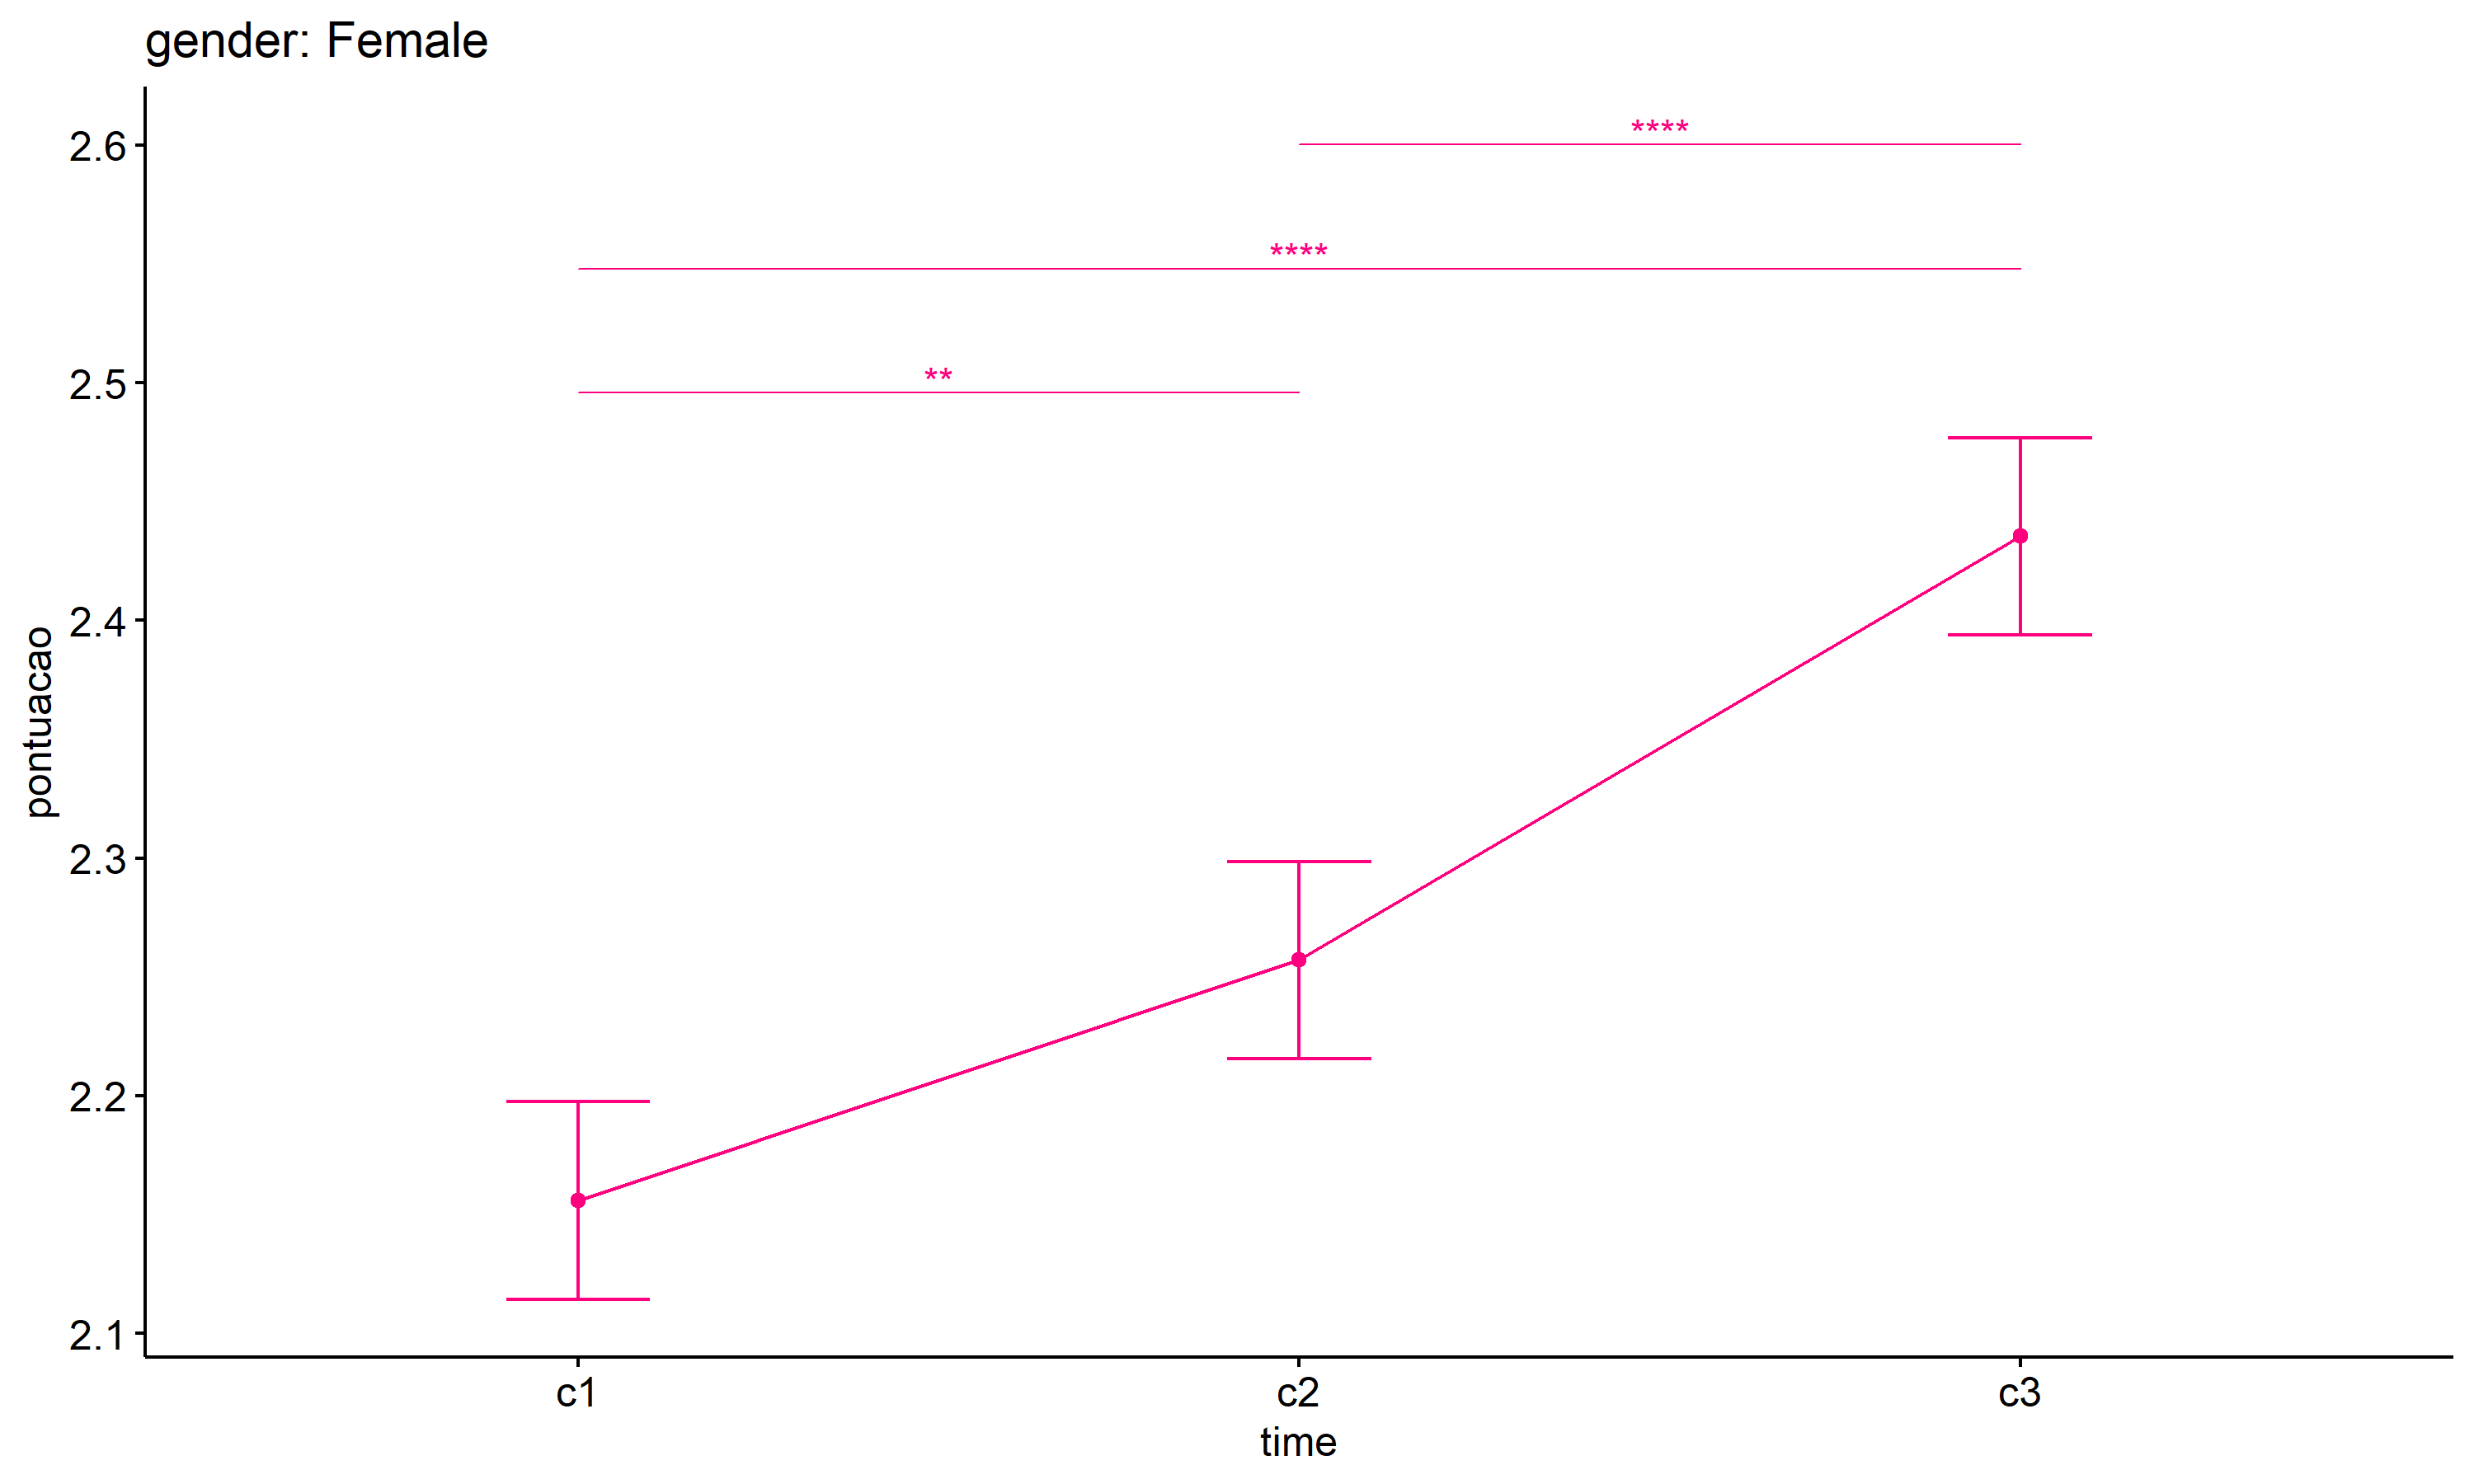 gender: Female
2.6
2.5
2.4
2.3
2.2
2.1
pontuacao
****
****
**
c1 c2 c3
time